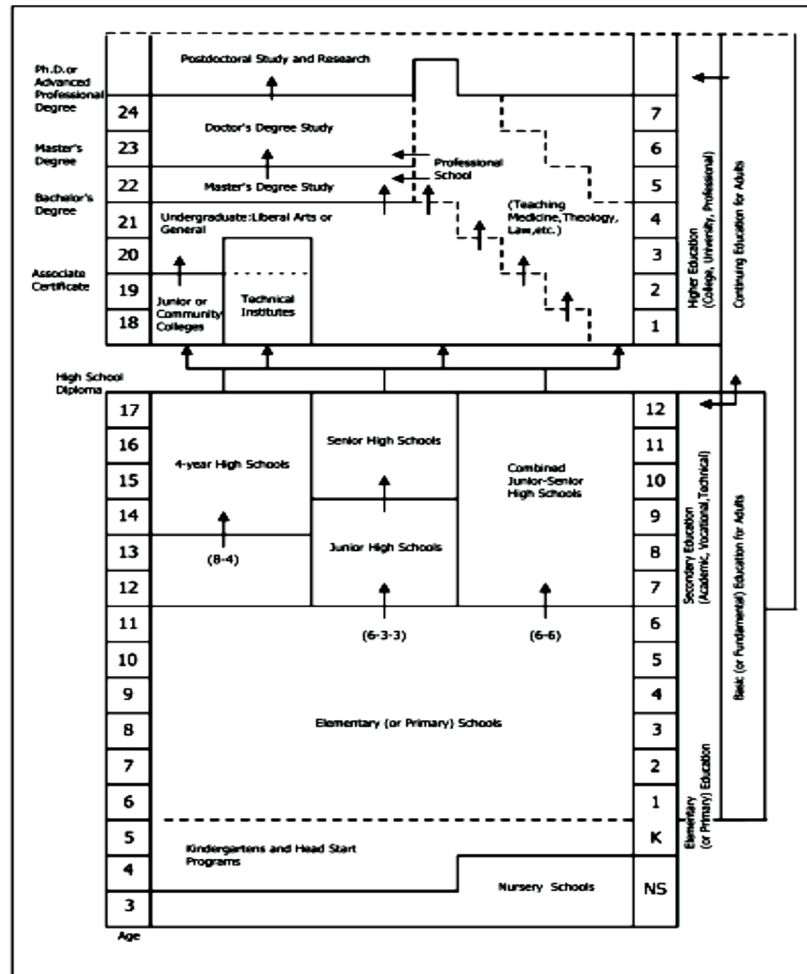 Postdoctoral Study and Research
Ph.D. or
Advanced
Professional
Degree
24
7
Doctor's Degree Study
Master's
Degree
23
6
Professional
School
Bachelor's
Degree
22
5
Master's Degree Study
21
4
Undergraduate:Liberal Arts or
General
(Teaching
Medicine,Theology,
Law,etc.)
20
3
Associate
Certificate
19
2
Junior or
Community
Colleges
Technical
Institutes
18
1
Higher Education
(College, University, Professional)
Continuing Education for Adults
High School
Diploma
17
12
16
11
Senior High Schools
4-year High Schools
Combined
Junior-Senior
High Schools
15
10
14
9
13
8
(8-4)
Junior High Schools
12
7
Secondary Education
(Academic, Vocational,Technical)
11
6
(6-3-3)
(6-6)
10
5
9
4
Basic (or Fundamental) Education for Adults
8
3
Elementary (or Primary) Schools
7
2
6
1
Elementary
(or Primary) Education
5
K
Kindergartens and Head Start
Programs
4
NS
Nursery Schools
3
Age